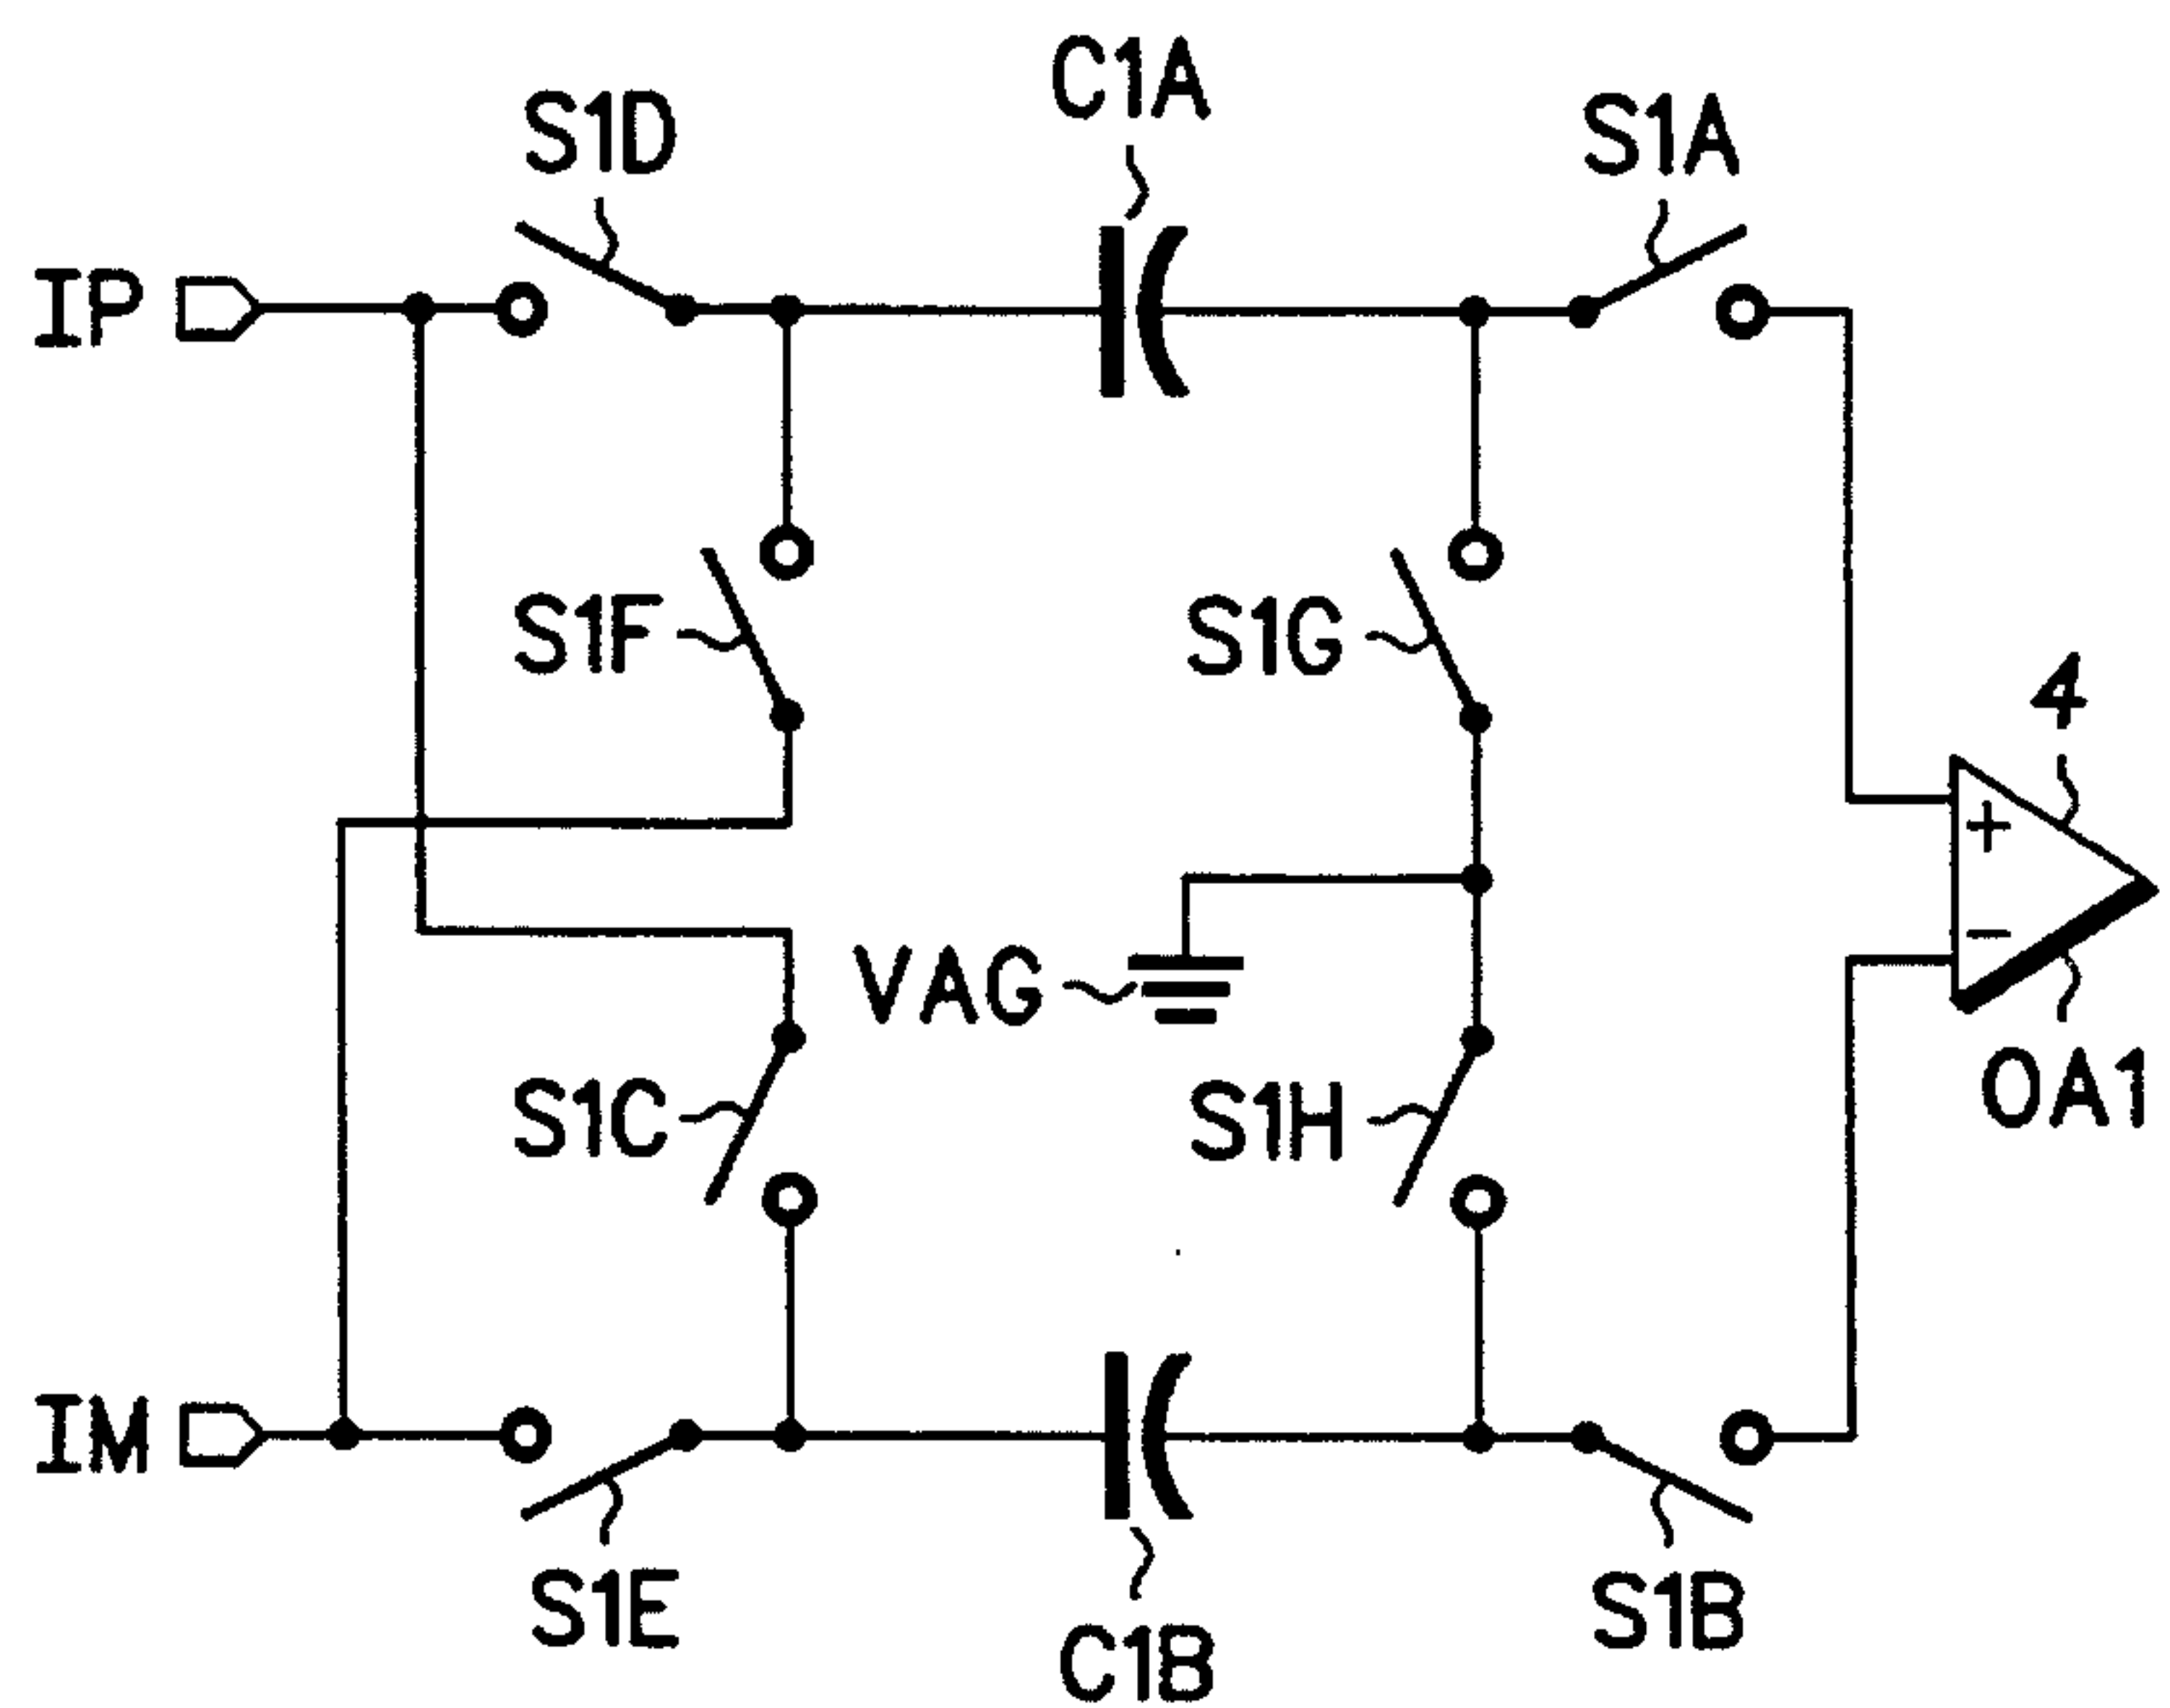 C1A
S1D
S1A
IP
S1F
S1G
4
+
VAG
−
S1C
S1H
OA1
IM
S1E
S1B
C1B